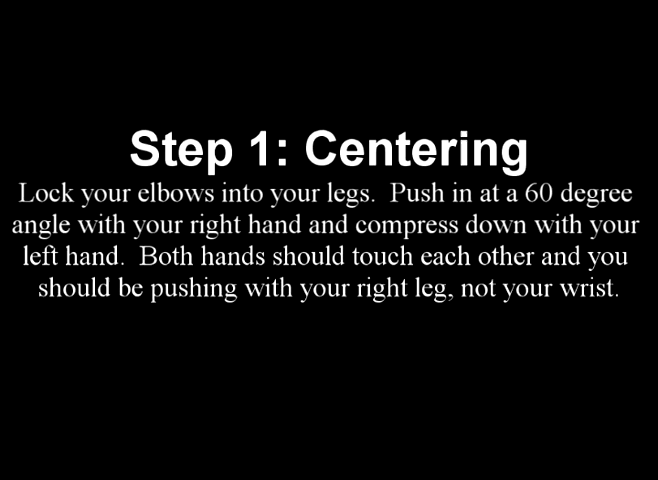 Step 1: Centering
Lock your elbows into your legs.  Push in at a 60 degree
angle with your right hand and compress down with your
left hand.  Both hands should touch each other and you
should be pushing with your right leg, not your wrist.